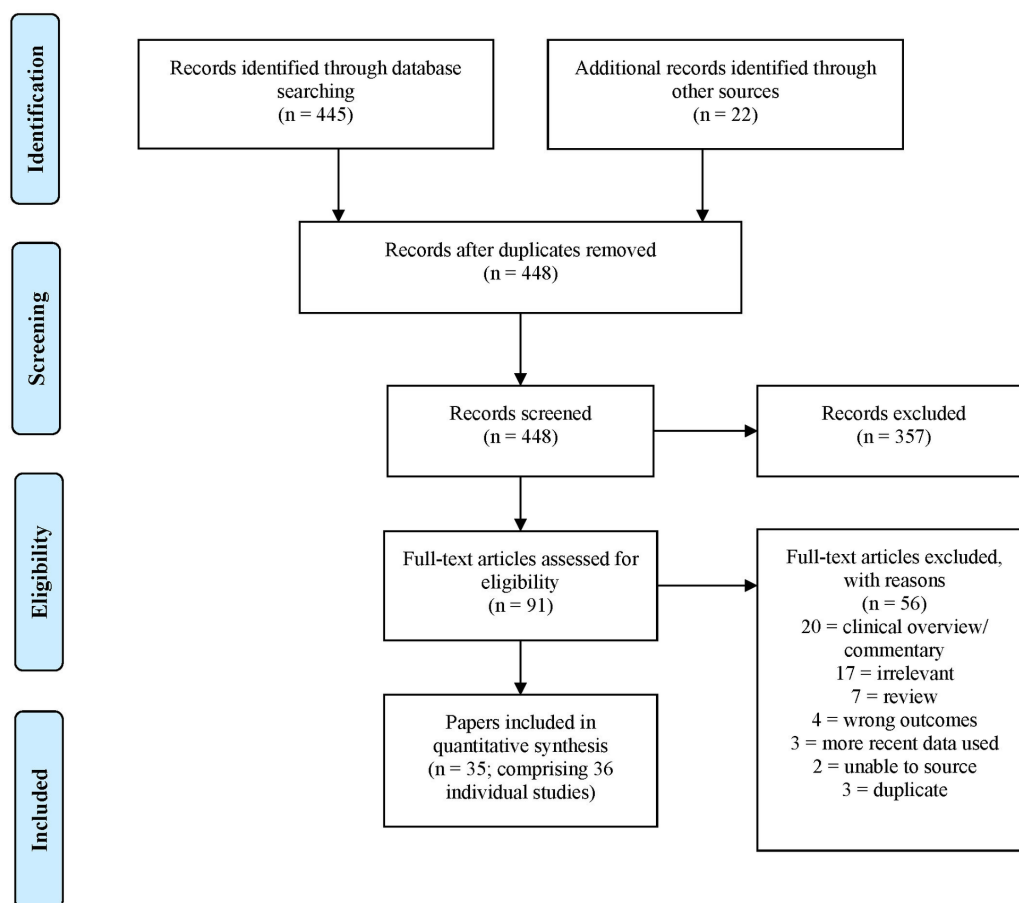 Identification
Records identified through database
searching
(n = 445)
Additional records identified through
other sources
(n = 22)
Screening
Records after duplicates removed
(n = 448)
Records screened
(n = 448)
Records excluded
(n = 357)
Eligibility
Full-text articles assessed for
eligibility
(n = 91)
Full-text articles excluded,
with reasons
(n = 56)
20 = clinical overview/
commentary
17 = irrelevant
7 = review
4 = wrong outcomes
3 = more recent data used
2 = unable to source
3 = duplicate
Included
Papers included in
quantitative synthesis
(n = 35; comprising 36
individual studies)